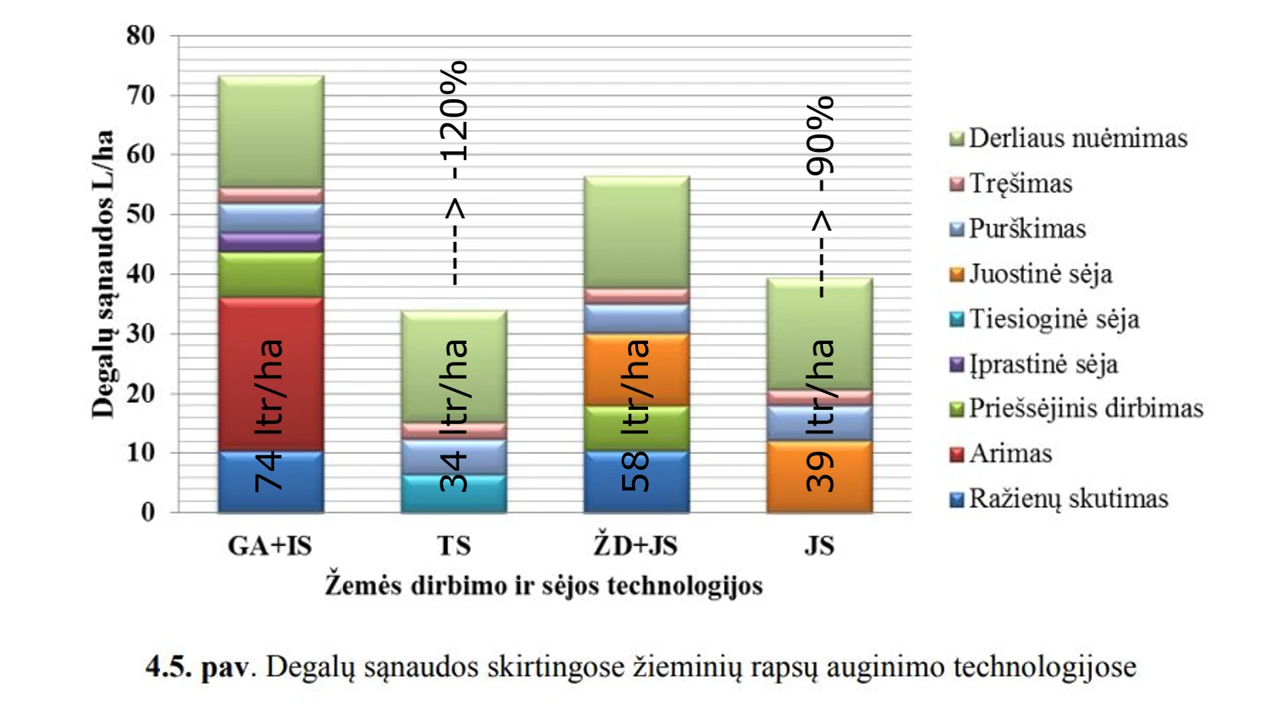 80
70
60
50
40
30
20
10
0
Degalų sąnaudos L/ha
74 ltr/ha
34 ltr/ha
-----> -120%
58 ltr/ha
39 ltr/ha
-----> -90%
GA+IS TS ŽD+JS JS
Žemės dirbimo ir sėjos technologijos
Derliaus nuėmimas
Tręšimas
Purškimas
Juostinė sėja
Tiesioginė sėja
Įprastinė sėja
Priešsėjinis dirbimas
Arimas
Ražienų skutimas
4.5. pav. Degalų sąnaudos skirtingose žieminių rapsų auginimo technologijose